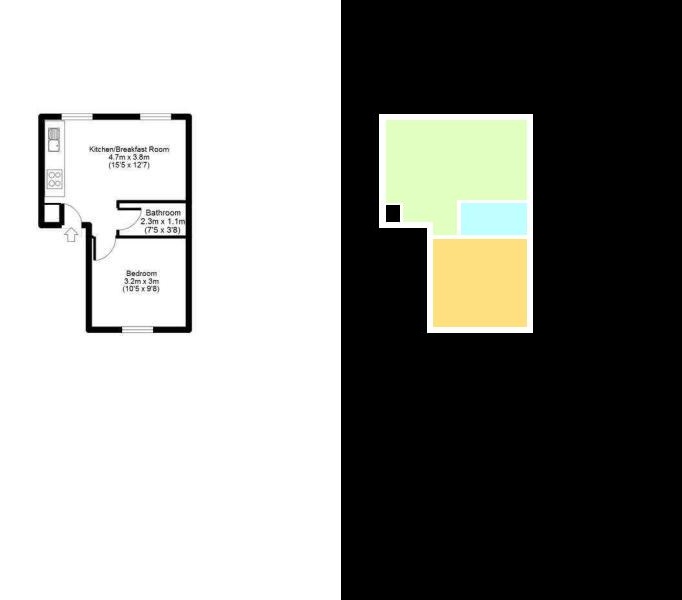 Kitchen/Breakfast Room
4.7m x 3.8m
(15'5 x 12'7)
Bathroom
2.3m x 1.1m
(7'5 x 3'8)
Bedroom
3.2m x 3m
(10'5 x 9'8)